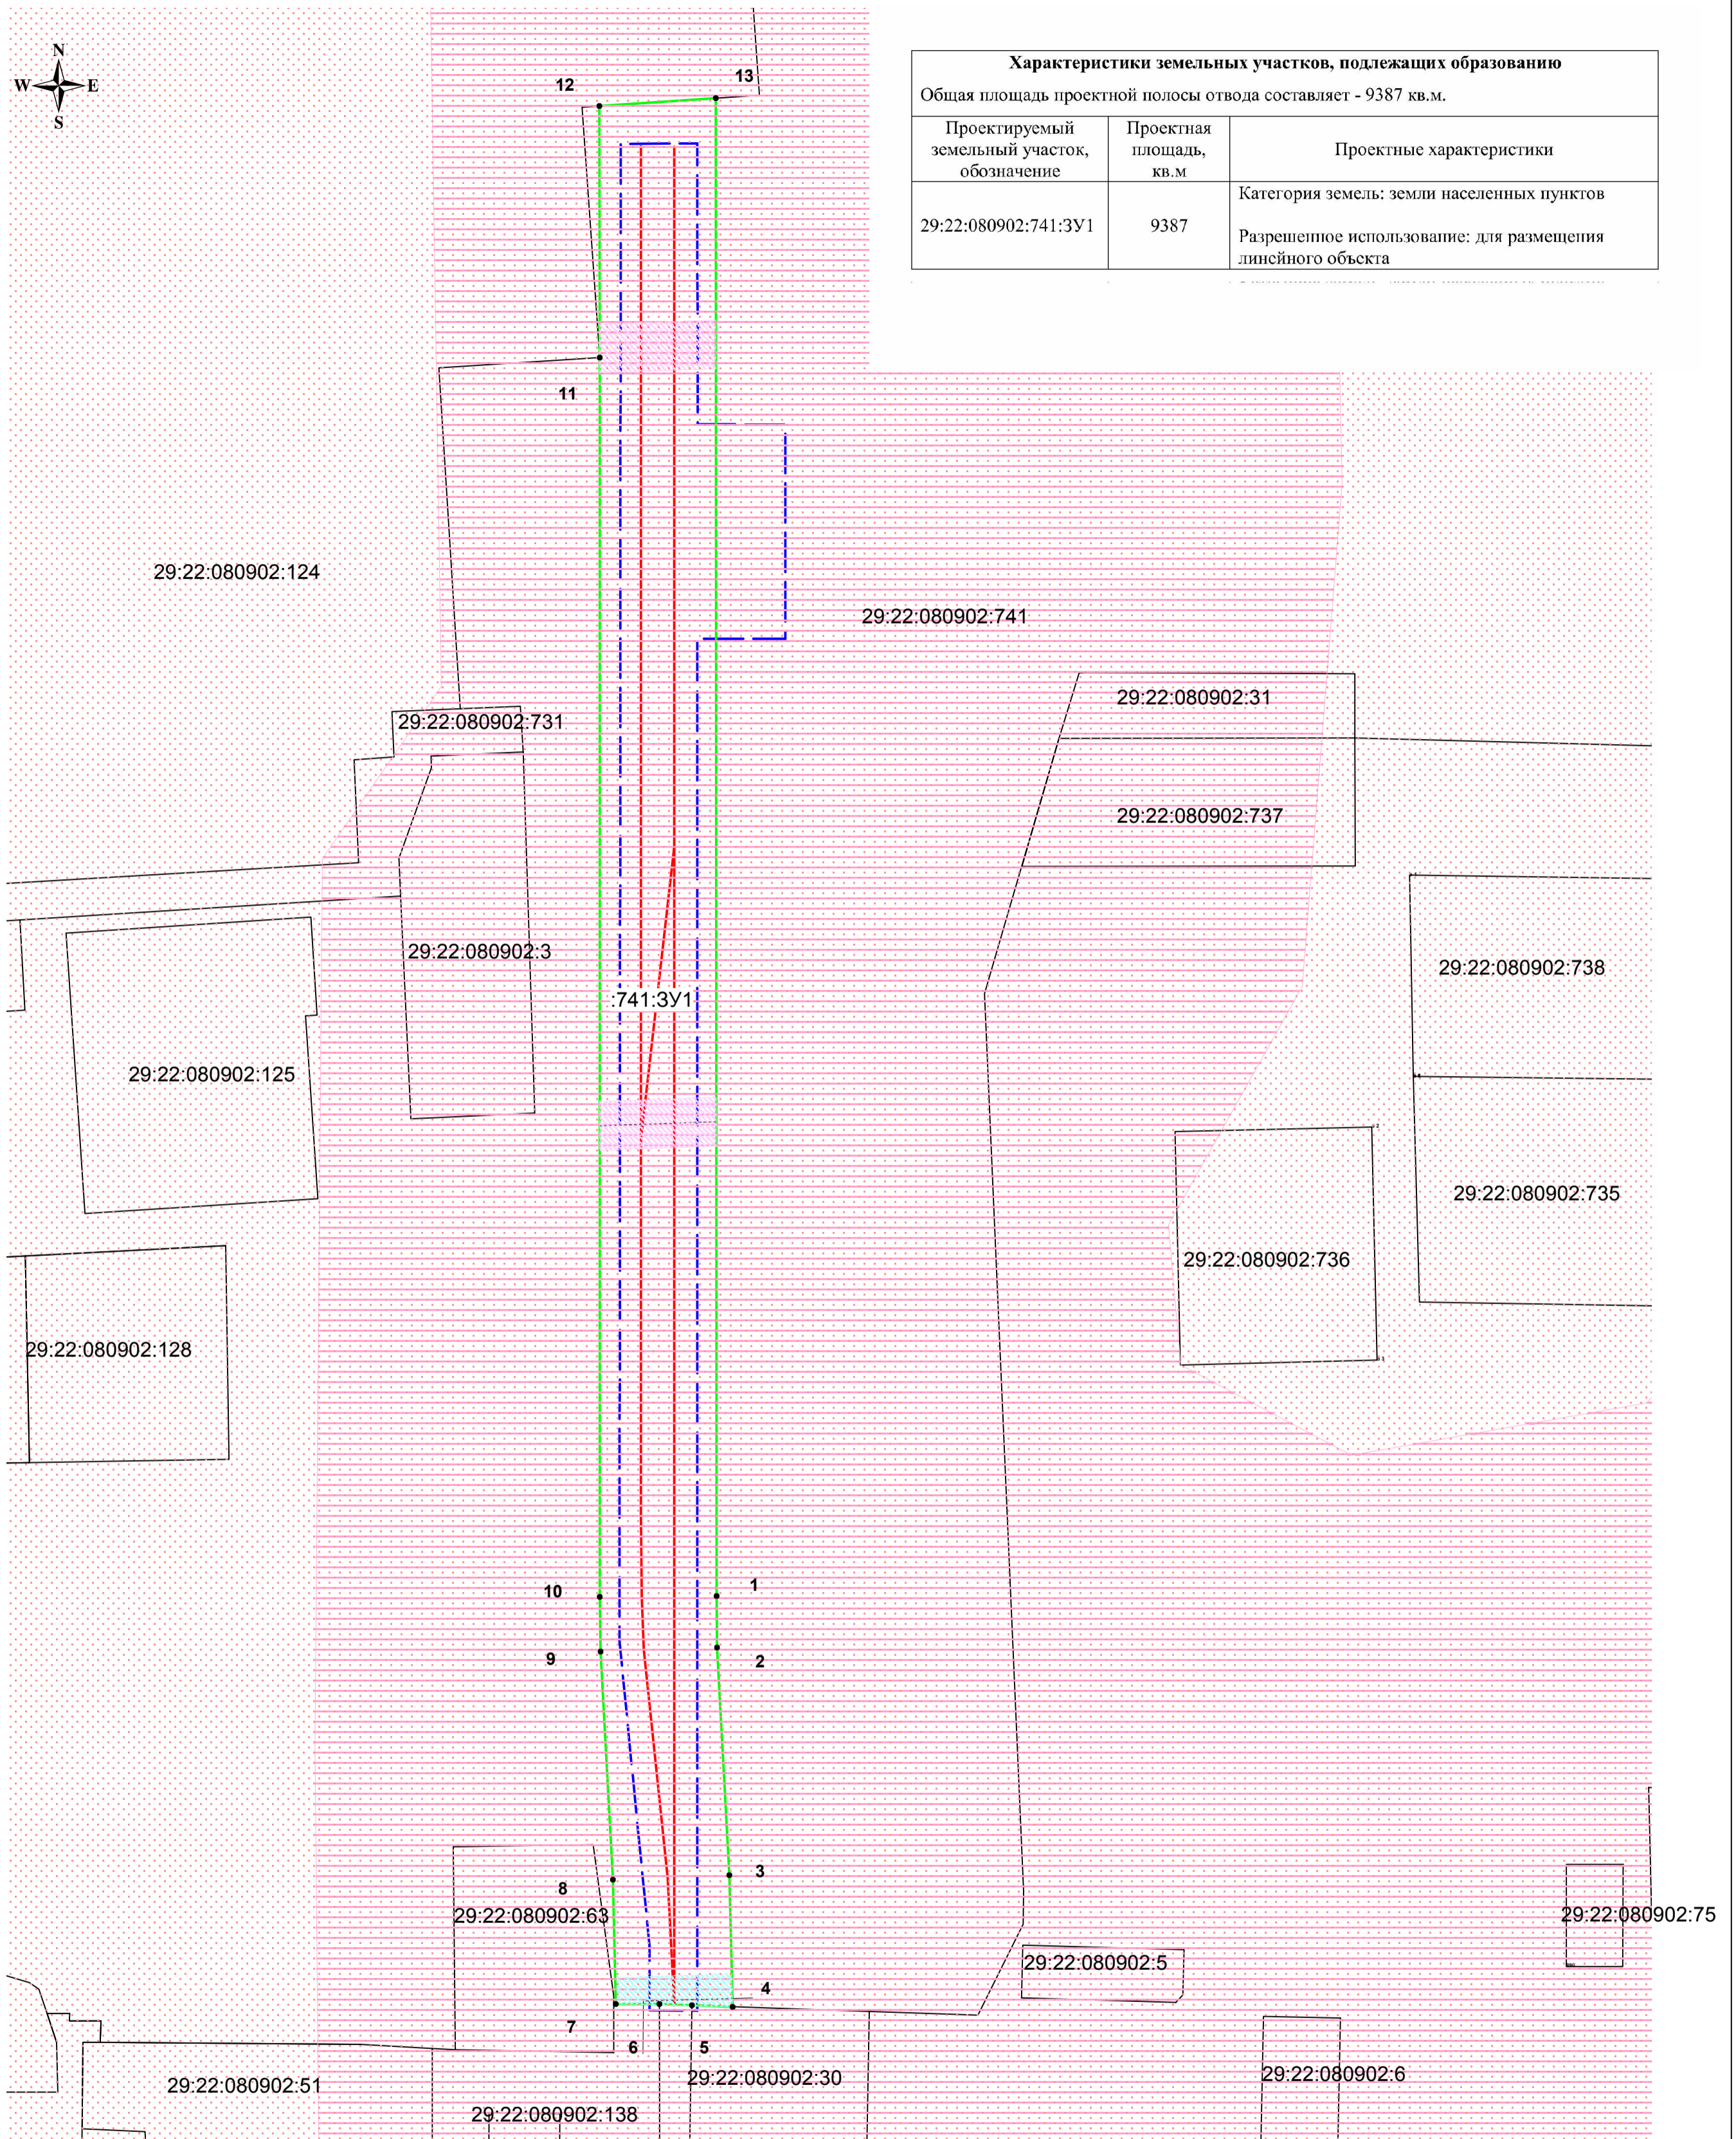 N
W E
S
12
13
Характеристики земельных участков, подлежащих образованию
Общая площадь проектной полосы отвода составляет - 9387 кв.м.
Проектируемый
земельный участок,
обозначение
Проектная
площадь,
кв.м
Проектные характеристики
29:22:080902:741:ЗУ1
9387
Категория земель: земли населенных пунктов
Разрешенное использование: для размещения
линейного объекта
11
29:22:080902:124
29:22:080902:741
29:22:080902:31
29:22:080902:731
29:22:080902:737
29:22:080902:3
29:22:080902:738
:741:ЗУ1
29:22:080902:125
29:22:080902:735
29:22:080902:736
29:22:080902:128
10
1
9
2
3
8
29:22:080902:63
29:22:080902:75
29:22:080902:5
4
7
6
5
29:22:080902:6
29:22:080902:30
29:22:080902:51
29:22:080902:138